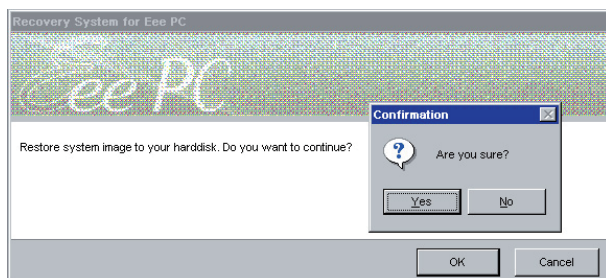 Recovery System for Eee PC
Eee PC
Restore system image to your harddisk. Do you want to continue?
Confirmation
Are you sure?
Yes
No
OK
Cancel